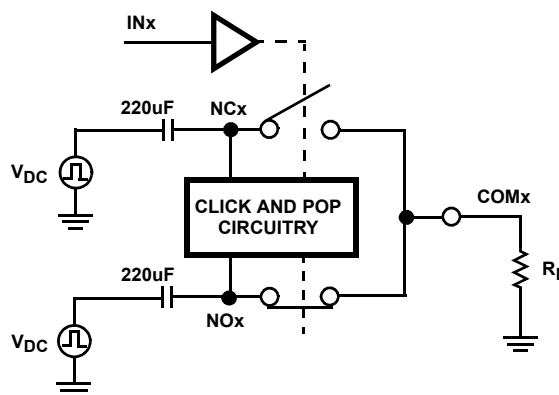 INx
220uF
NCx
VDC
CLICK AND POP
CIRCUITRY
COMx
220uF
NOx
VDC